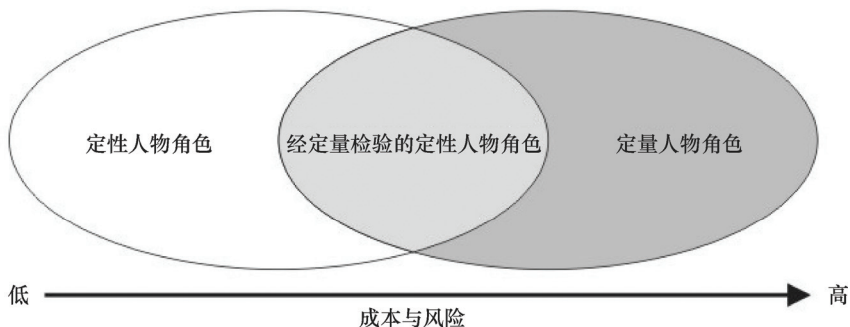 定性人物角色
经定量检验的定性人物角色
定量人物角色
低
高
成本与风险